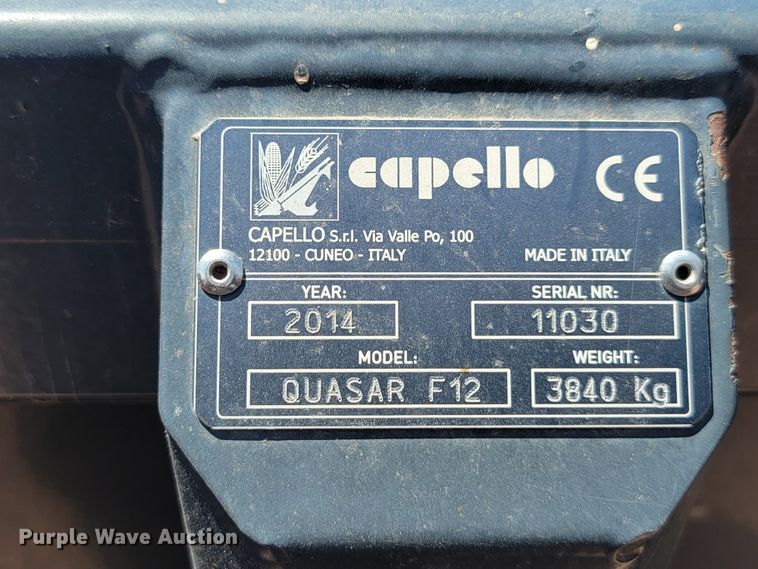 capello CE
CAPELLO S.r.l. Via Valle Po, 100
12100 - CUNEO - ITALY MADE IN ITALY
YEAR: SERIAL NR:
2014 11030
MODEL: WEIGHT:
QUASAR F12 3840 Kg
Purple Wave Auction